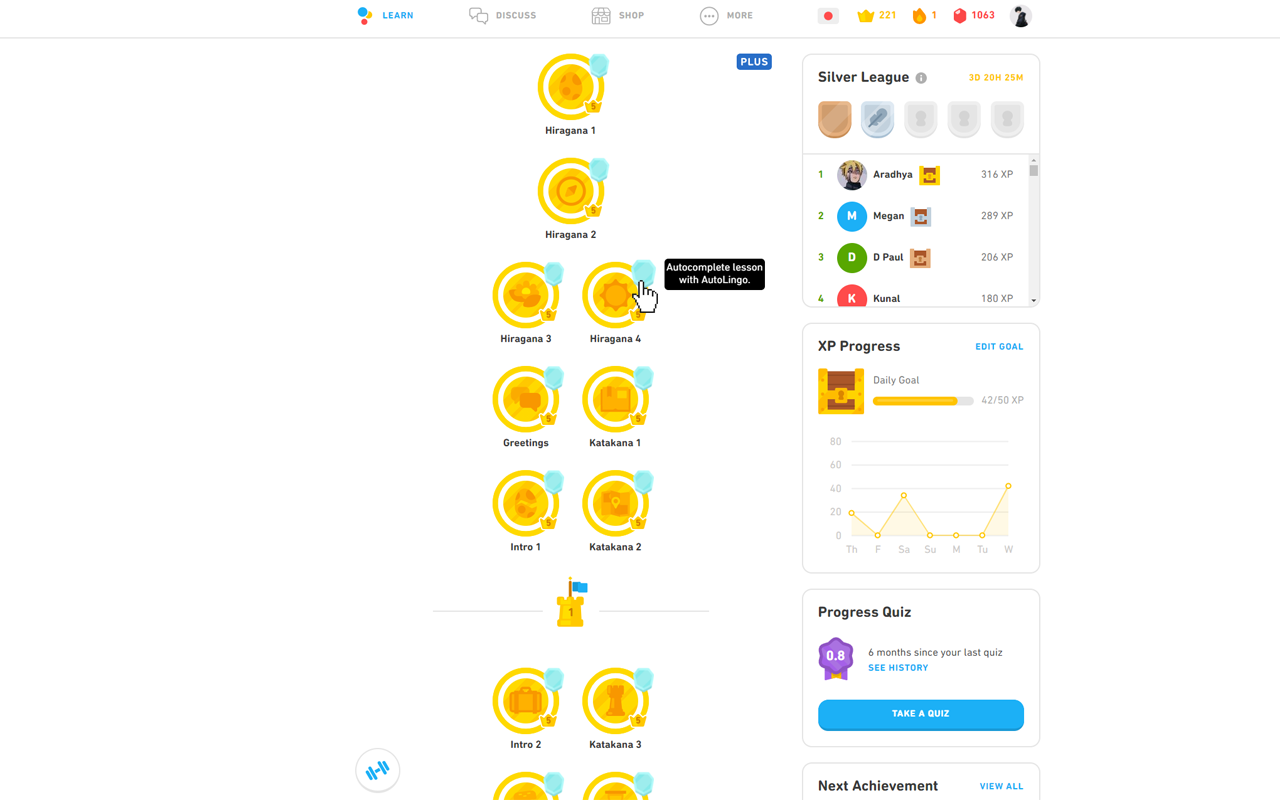 LEARN
DISCUSS
SHOP
MORE
221
1
1063
PLUS
5
Hiragana 1
5
Hiragana 2
5
5
Hiragana 3
Hiragana 4
Autocomplete lesson
with AutoLingo.
5
5
Greetings
Katakana 1
5
5
Intro 1
Katakana 2
1
5
5
Intro 2
Katakana 3
Silver League
3D 20H 25M
1 Aradhya 316 XP
2 M Megan 289 XP
3 D D Paul 206 XP
4 K Kunal 180 XP
XP Progress
EDIT GOAL
Daily Goal
42/50 XP
80
60
40
20
0
Th F Sa Su M Tu W
Progress Quiz
0.8
6 months since your last quiz
SEE HISTORY
TAKE A QUIZ
Next Achievement
VIEW ALL